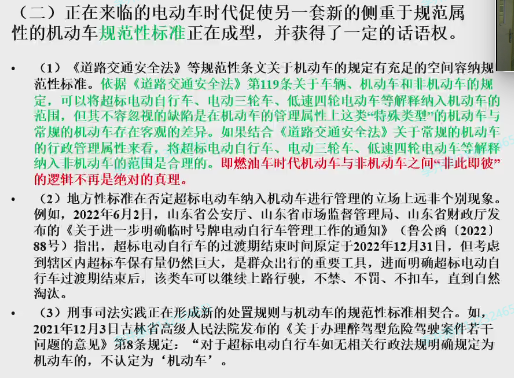 (二)正在来临的电动车时代促使另一套新的侧重于规范属
性的机动车规范性标准正在成型，并获得了一定的话语权。
• (1)《道路交通安全法》等规范性条文关于机动车的规定有充足的空间容纳规
范性标准。依据《道路交通安全法》第119条关于车辆、机动车和非机动车的规
定，可以将超标电动自行车、电动三轮车、低速四轮电动车等解释纳入机动车的
范围，但其不容忽视的缺陷是在机动车的管理属性上这类“特殊类型”的机动车与
常规的机动车存在客观的差异。如果结合《道路交通安全法》关于常规的机动车
的行政管理属性来看，将超标电动自行车、电动三轮车、低速四轮电动车等解释
纳入非机动车的范围是合理的。即燃油车时代机动车与非机动车之间“非此即彼”
的逻辑不再是绝对的真理。
• (2)地方性标准在否定超标电动车纳入机动车进行管理的立场上远非个别现象。
例如，2022年6月2日，山东省公安厅、山东省市场监督管理局、山东省财政厅发
布的《关于进一步明确临时号牌电动自行车管理工作的通知》（鲁公函〔2022〕
88号）指出，超标电动自行车的过渡期结束时间原定于2022年12月31日，但考虑
到辖区内超标车保有量仍然巨大，是群众出行的重要工具，进而明确超标电动自
行车过渡期结束后，该类车可以继续上路行驶，不禁、不罚、不扣车，直到自然
淘汰。
• (3)刑事司法实践正在形成新的处置规则与机动车的规范性标准相契合。如，
2021年12月3日吉林省高级人民法院发布的《关于办理醉驾型危险驾驶案件若干
问题的意见》第8条规定：“对于超标电动自行车如无相关行政法规明确规定为
机动车的，不认定为‘机动车’。